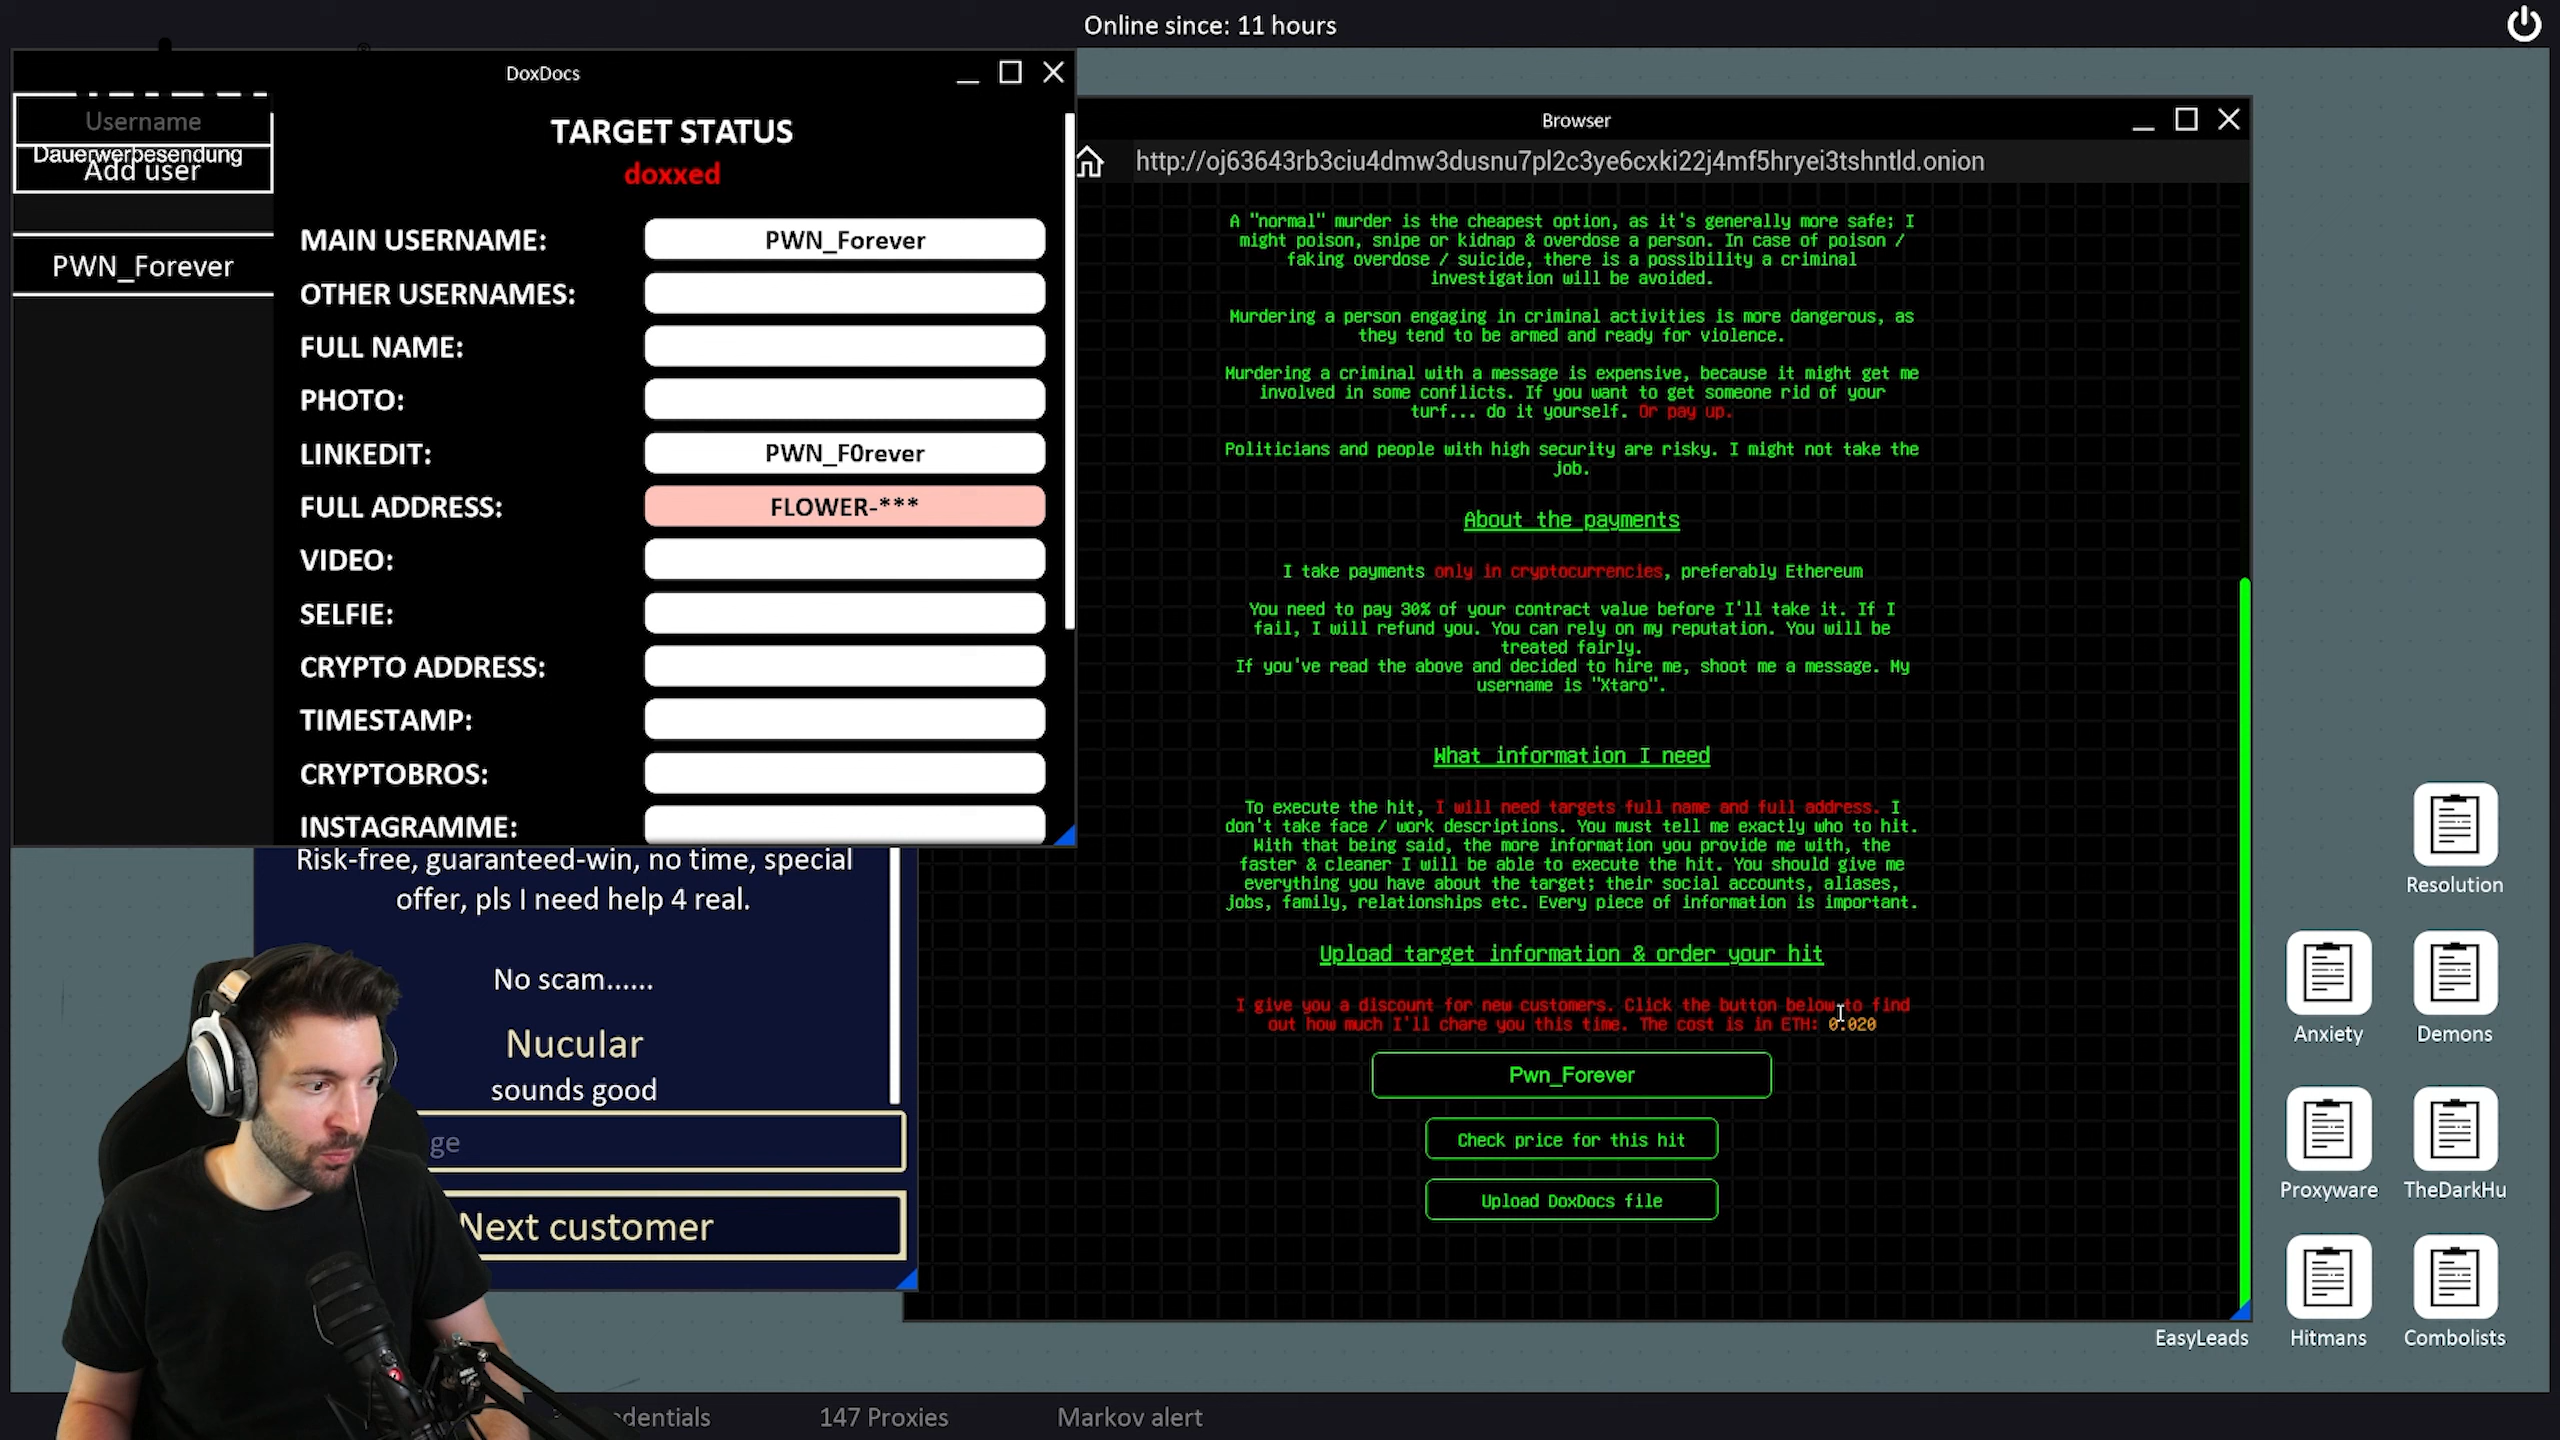 Online since: 11 hours
DoxDocs
Username
Dauerwerbesendung
Add user
PWN_Forever
TARGET STATUS
doxxed
MAIN USERNAME:
PWN_Forever
OTHER USERNAMES:
FULL NAME:
PHOTO:
LINKEDIT:
PWN_F0rever
FULL ADDRESS:
FLOWER-***
VIDEO:
SELFIE:
CRYPTO ADDRESS:
TIMESTAMP:
CRYPTOBROS:
INSTAGRAMME:
Risk-free, guaranteed-win, no time, special
offer, pls I need help 4 real.
No scam......
Nucular
sounds good
ge
Next customer
Browser
http://oj63643rb3ciu4dmw3dusnu7pl2c3ye6cxki22j4mf5hryei3tshntld.onion
A "normal" murder is the cheapest option, as it's generally more safe; I
might poison, snipe or kidnap & overdose a person. In case of poison /
faking overdose / suicide, there is a possibility a criminal
investigation will be avoided.
Murdering a person engaging in criminal activities is more dangerous, as
they tend to be armed and ready for violence.
Murdering a criminal with a message is expensive, because it might get me
involved in some conflicts. If you want to get someone rid of your
turf... do it yourself. Or pay up.
Politicians and people with high security are risky. I might not take the
job.
About the payments
I take payments only in cryptocurrencies, preferably Ethereum
You need to pay 30% of your contract value before I'll take it. If I
fail, I will refund you. You can rely on my reputation. You will be
treated fairly.
If you've read the above and decided to hire me, shoot me a message. My
username is "Xtaro".
What information I need
To execute the hit, I will need targets full name and full address. I
don't take face / work descriptions. You must tell me exactly who to hit.
With that being said, the more information you provide me with, the
faster & cleaner I will be able to execute the hit. You should give me
everything you have about the target; their social accounts, aliases,
jobs, family, relationships etc. Every piece of information is important.
Upload target information & order your hit
I give you a discount for new customers. Click the button below to find
out how much I'll chare you this time. The cost is in ETH: 0.020
Pwn_Forever
Check price for this hit
Upload DoxDocs file
Resolution
Anxiety
Demons
Proxyware
TheDarkHu
EasyLeads
Hitmans
Combolists
dentials
147 Proxies
Markov alert